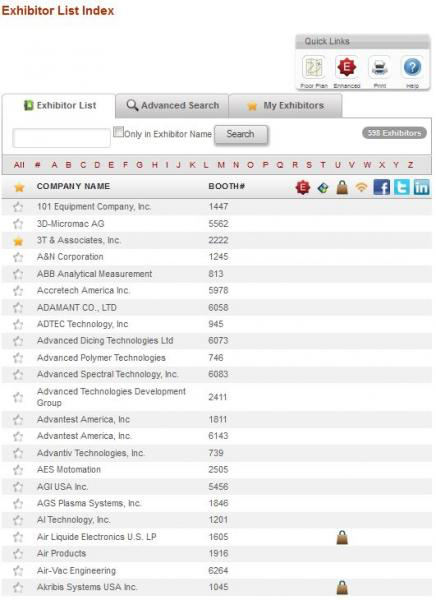 Exhibitor List Index
Quick Links
Floor Plan Enhanced Print Help
Exhibitor List Advanced Search My Exhibitors
Only in Exhibitor Name Search 598 Exhibitors
All # A B C D E F G H I J K L M N O P Q R S T U V W X Y Z
COMPANY NAME BOOTH# E f t in
101 Equipment Company, Inc. 1447
3D-Micromac AG 5562
3T & Associates, Inc. 2222
A&N Corporation 1245
ABB Analytical Measurement 813
Accretech America Inc. 5978
ADAMANT CO., LTD 6058
ADTEC Technology, Inc 945
Advanced Dicing Technologies Ltd 6073
Advanced Polymer Technologies 746
Advanced Spectral Technology, Inc. 6083
Advanced Technologies Development
Group 2411
Advantest America, Inc 1811
Advantest America, Inc. 6143
Advantiv Technologies, Inc. 739
AES Motomation 2505
AGI USA Inc. 5456
AGS Plasma Systems, Inc. 1846
AI Technology, Inc. 1201
Air Liquide Electronics U.S. LP 1605
Air Products 1916
Air-Vac Engineering 6264
Akribis Systems USA Inc. 1045